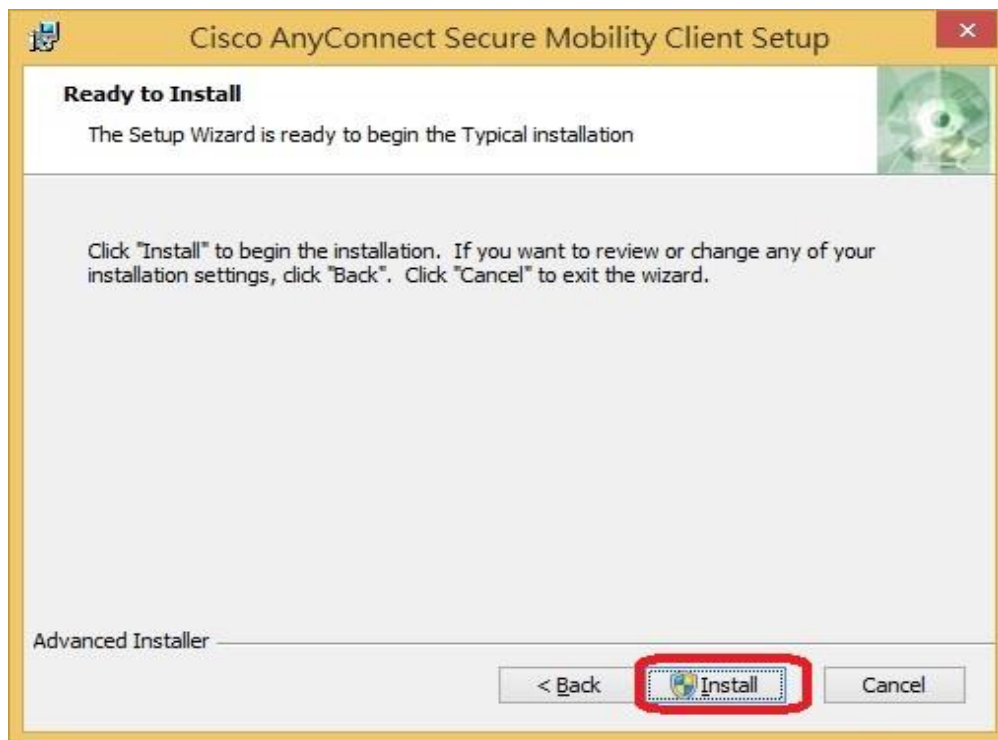 Cisco AnyConnect Secure Mobility Client Setup
Ready to Install
The Setup Wizard is ready to begin the Typical installation
Click "Install" to begin the installation. If you want to review or change any of your
installation settings, click "Back". Click "Cancel" to exit the wizard.
Advanced Installer
< Back Install Cancel